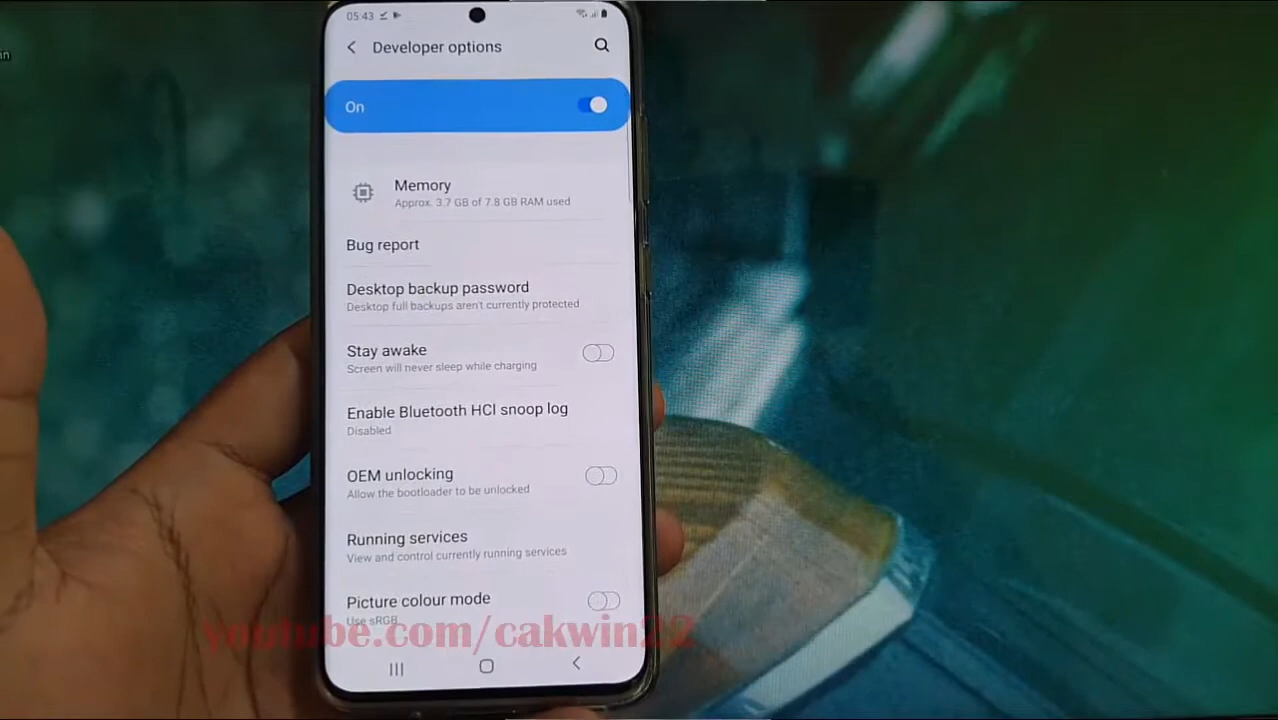 in
05:43
Developer options
On
Memory
Approx. 3.7 GB of 7.8 GB RAM used
Bug report
Desktop backup password
Desktop full backups aren't currently protected
Stay awake
Screen will never sleep while charging
Enable Bluetooth HCI snoop log
Disabled
OEM unlocking
Allow the bootloader to be unlocked
Running services
View and control currently running services
Picture colour mode
Use sRGB
youtube.com/cakwin22